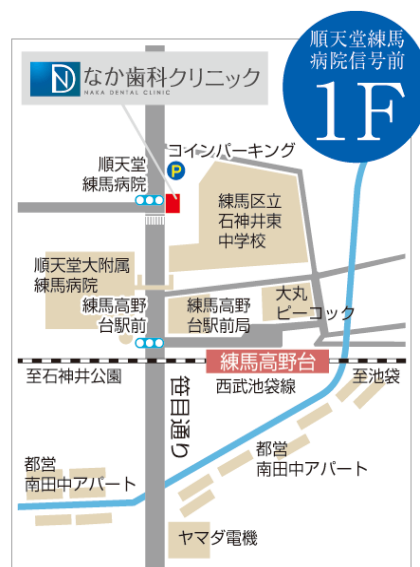 順天堂練馬
病院信号前
1F
なか歯科クリニック
NAKA DENTAL CLINIC
コインパーキング
P
順天堂
練馬病院
練馬区立
石神井東
中学校
順天堂大附属
練馬病院
大丸
ピーコック
練馬高野
台駅前
練馬高野
台駅前局
練馬高野台
至石神井公園
西武池袋線
至池袋
笹目通り
都営
南田中アパート
都営
南田中アパート
ヤマダ電機